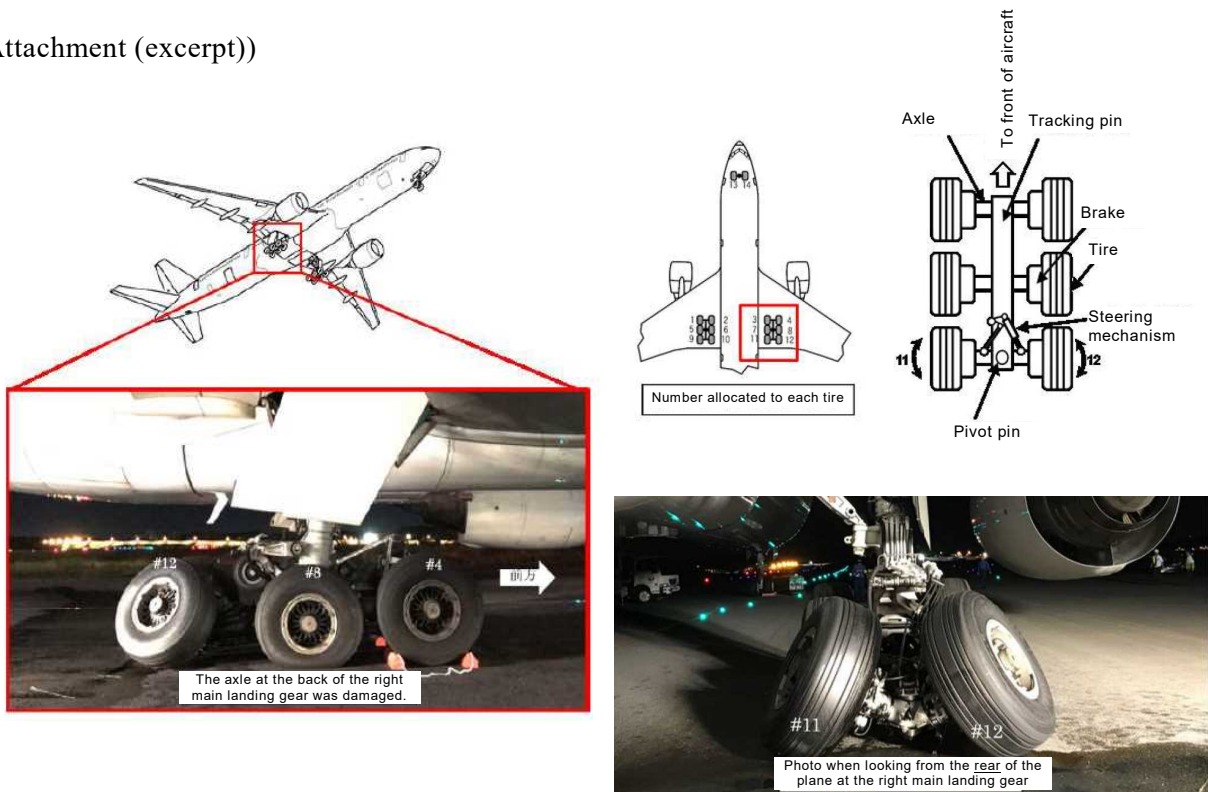 Attachment (excerpt))
To front of aircraft
Axle
Tracking pin
Brake
Tire
Steering
mechanism
11
12
Pivot pin
13 14
1 2 3 4
5 6 7 8
9 10 11 12
Number allocated to each tire
#12
#8
#4
前方
The axle at the back of the right
main landing gear was damaged.
#11
#12
Photo when looking from the rear of the
plane at the right main landing gear